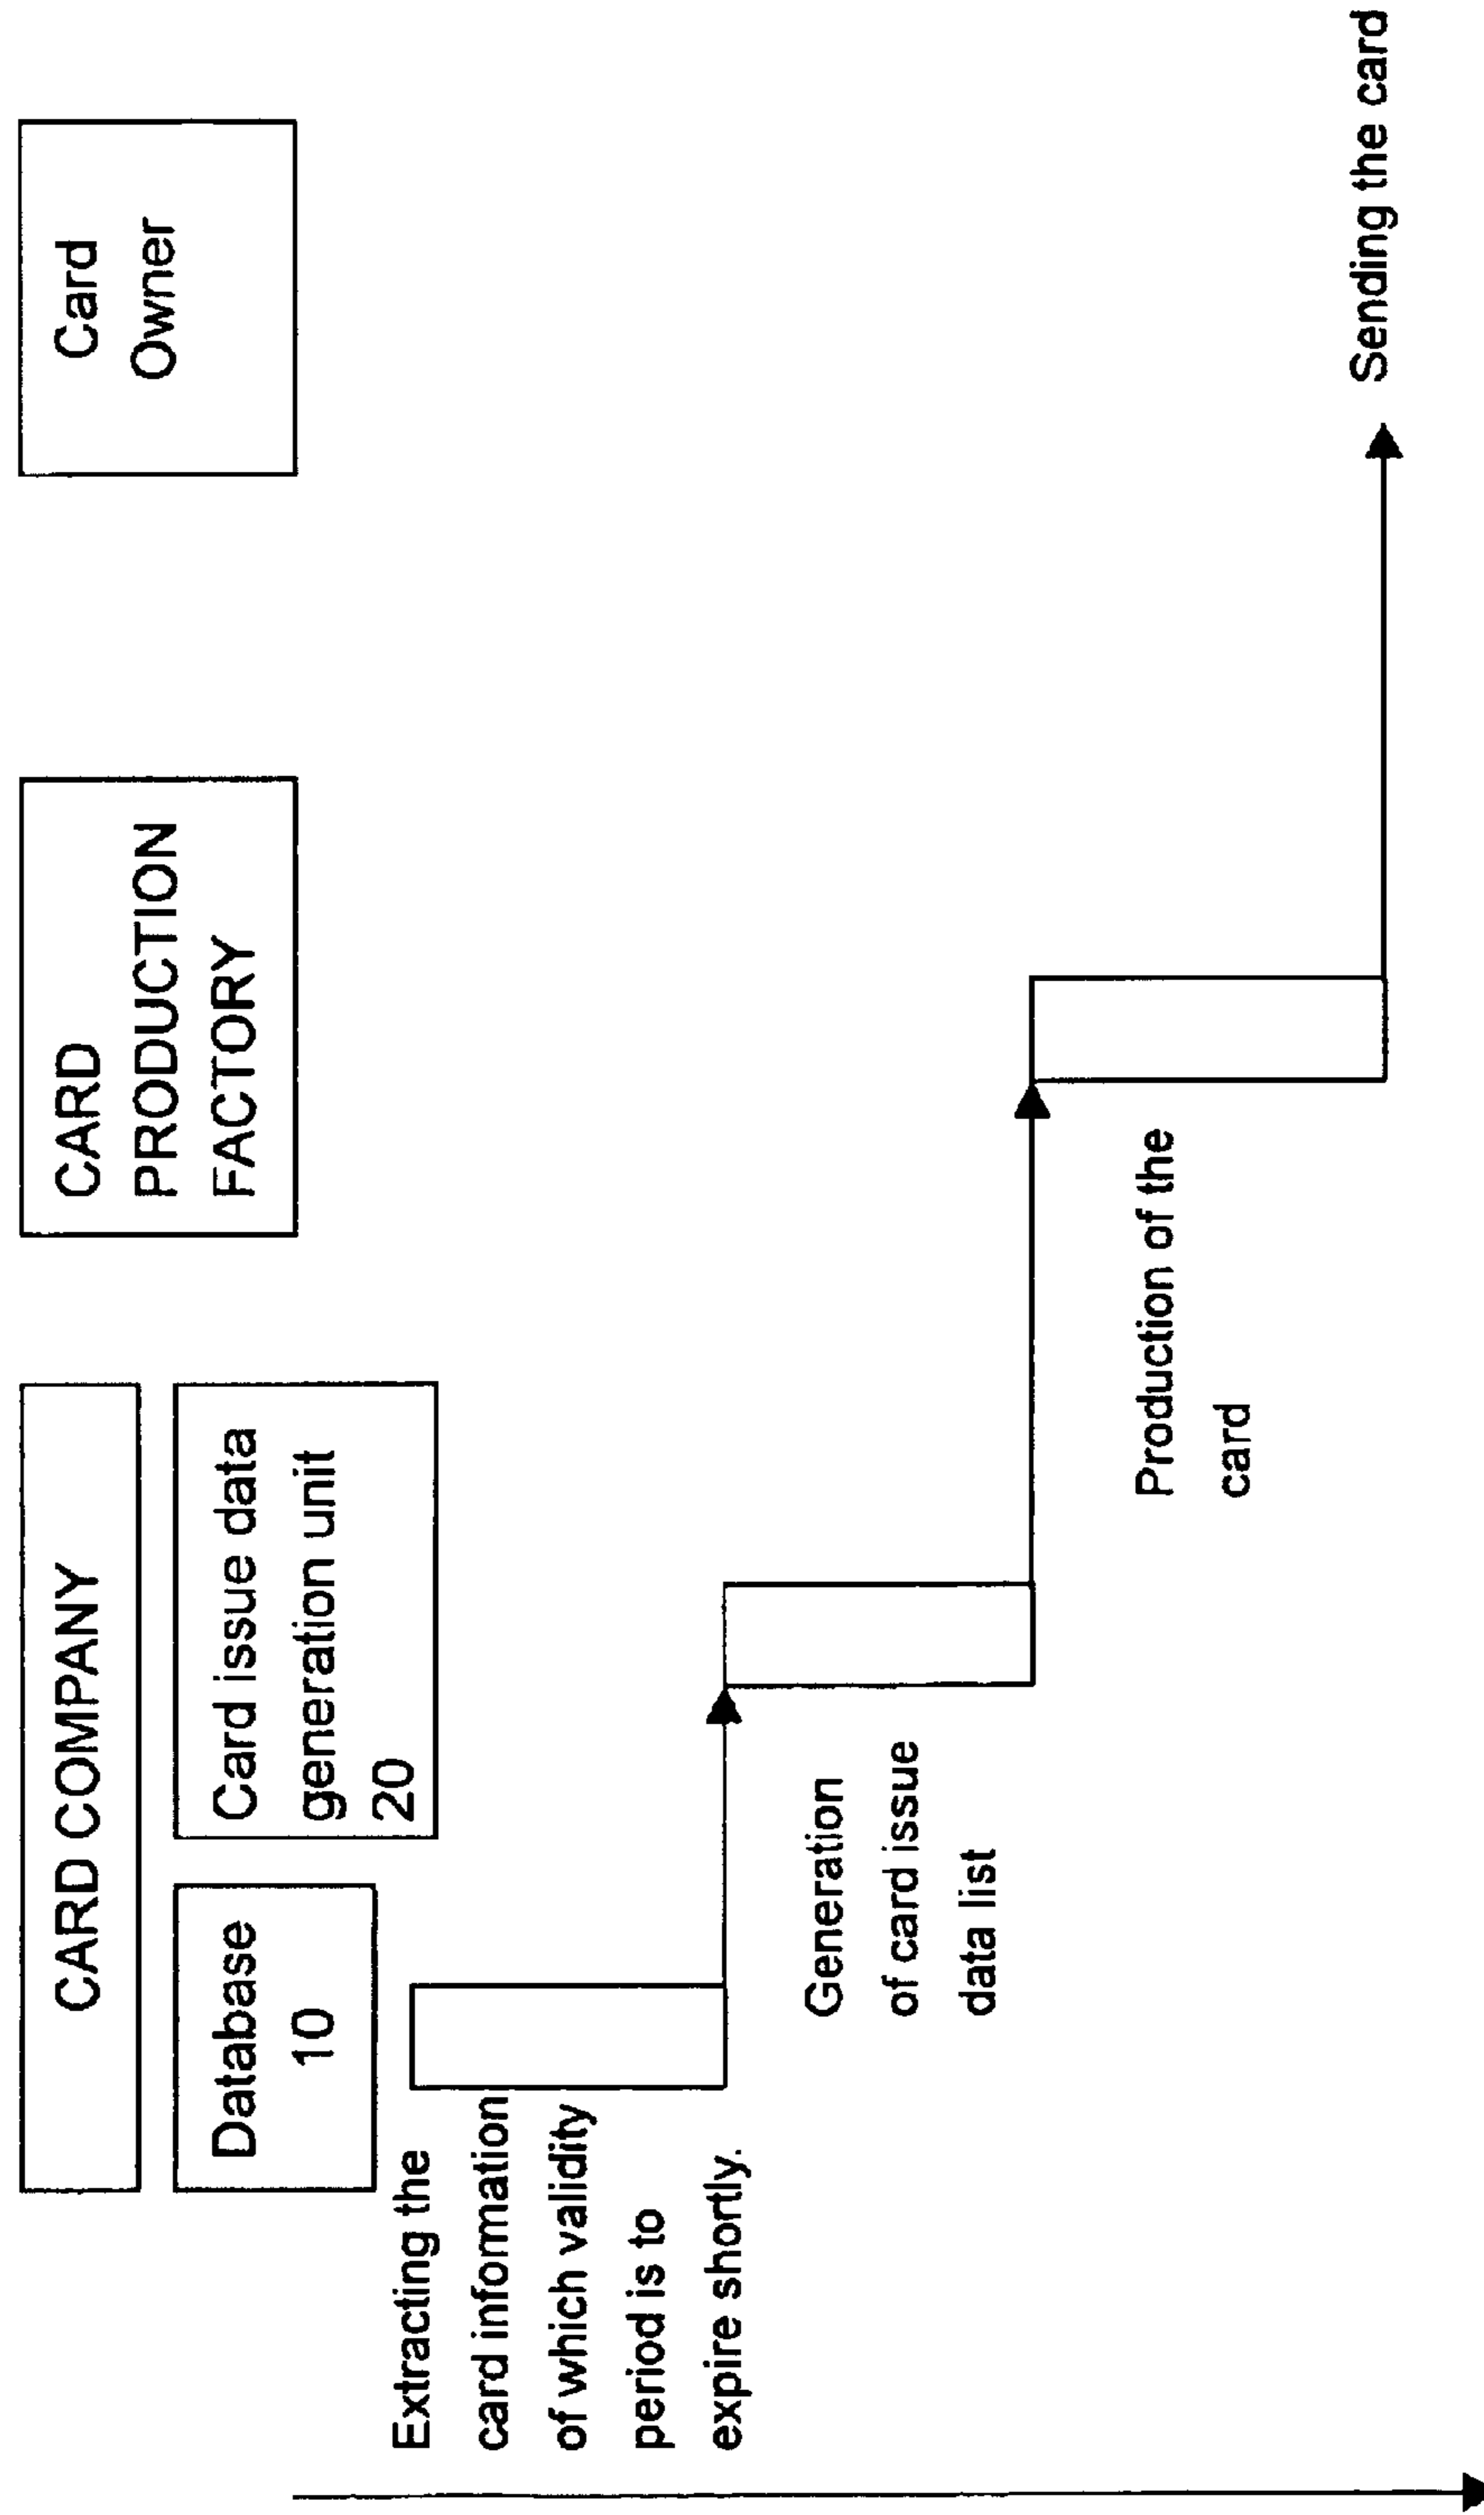 CARD COMPANY
Database
10
Card issue data
generation unit
20
CARD
PRODUCTION
FACTORY
Card
Owner
Extracting the
card information
of which validity
period is to
expire shortly.
Generation
of card issue
data list
Production of the
card
Sending the card